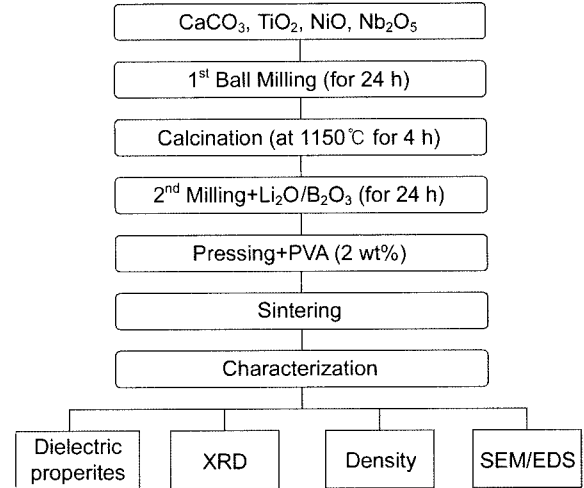 CaCO₃, TiO₂, NiO, Nb₂O₅
1ˢᵗ Ball Milling (for 24 h)
Calcination (at 1150℃ for 4 h)
2ⁿᵈ Milling+Li₂O/B₂O₃ (for 24 h)
Pressing+PVA (2 wt%)
Sintering
Characterization
Dielectric
properites
XRD
Density
SEM/EDS